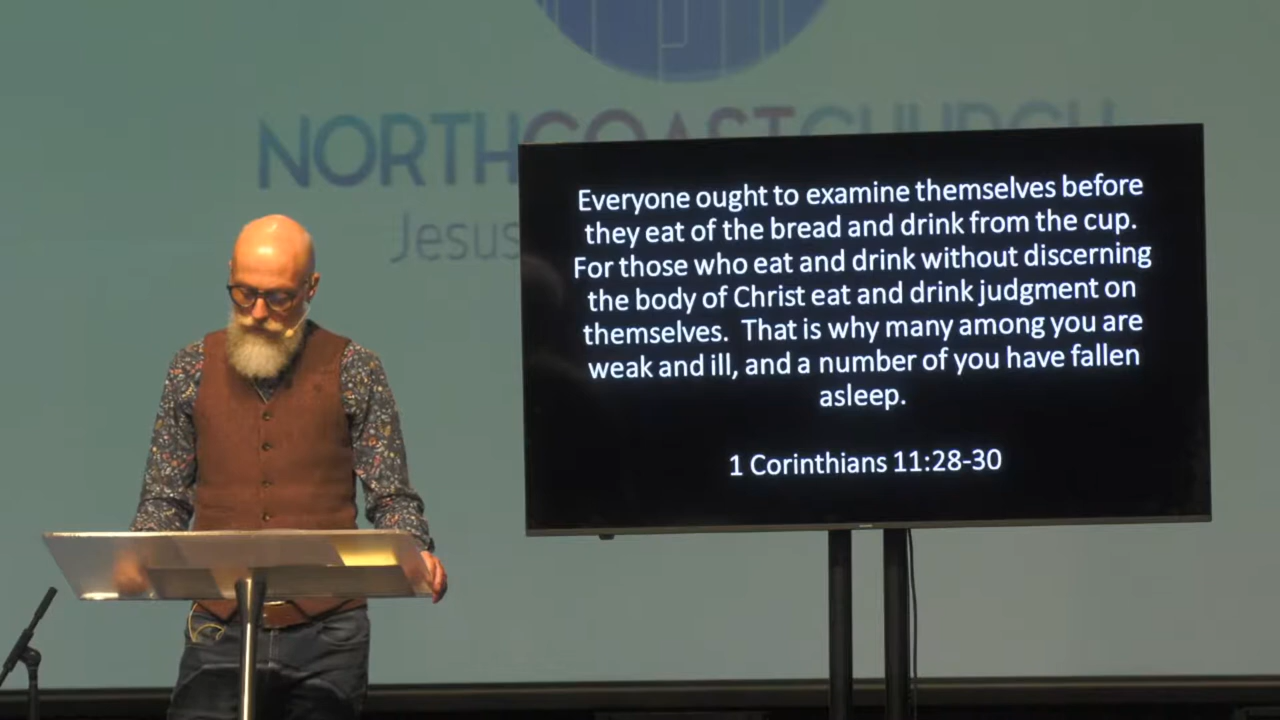 NORTHCOASTCHURCH
Jesus
Everyone ought to examine themselves before
they eat of the bread and drink from the cup.
For those who eat and drink without discerning
the body of Christ eat and drink judgment on
themselves.  That is why many among you are
weak and ill, and a number of you have fallen
asleep.
1 Corinthians 11:28-30